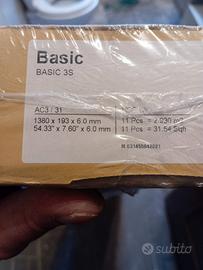 Basic
BASIC 3S
AC3 / 31
1380 x 193 x 6.0 mm
54.33" x 7.60" x 6.0 mm
11 Pcs = 2.930 m2
11 Pcs = 31.54 Sqft
subito